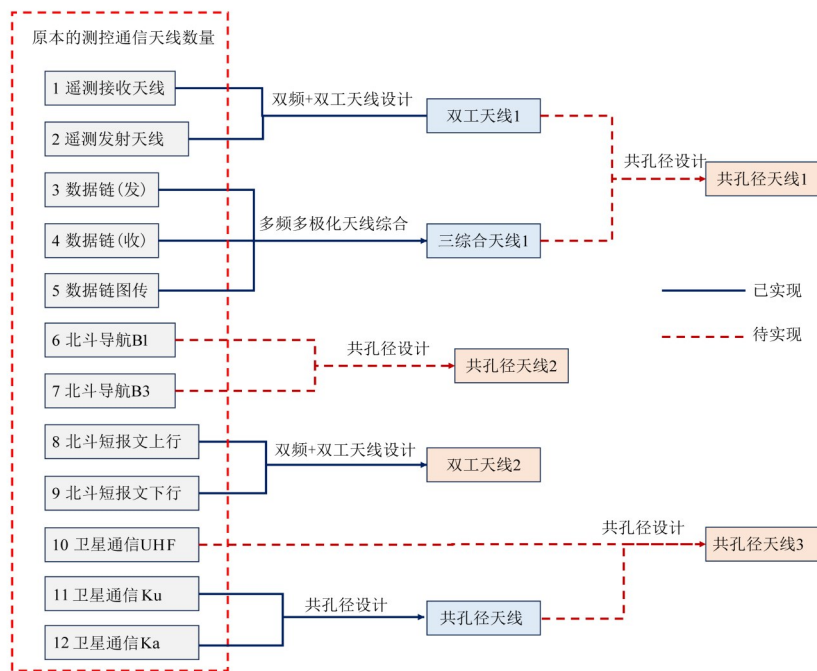 原本的测控通信天线数量
1 遥测接收天线
2 遥测发射天线
3 数据链(发)
4 数据链(收)
5 数据链图传
6 北斗导航B1
7 北斗导航B3
8 北斗短报文上行
9 北斗短报文下行
10 卫星通信UHF
11 卫星通信Ku
12 卫星通信Ka
双频+双工天线设计
双工天线1
多频多极化天线综合
三综合天线1
共孔径设计
共孔径天线1
共孔径设计
共孔径天线2
双频+双工天线设计
双工天线2
共孔径设计
共孔径天线
共孔径设计
共孔径天线3
已实现
待实现